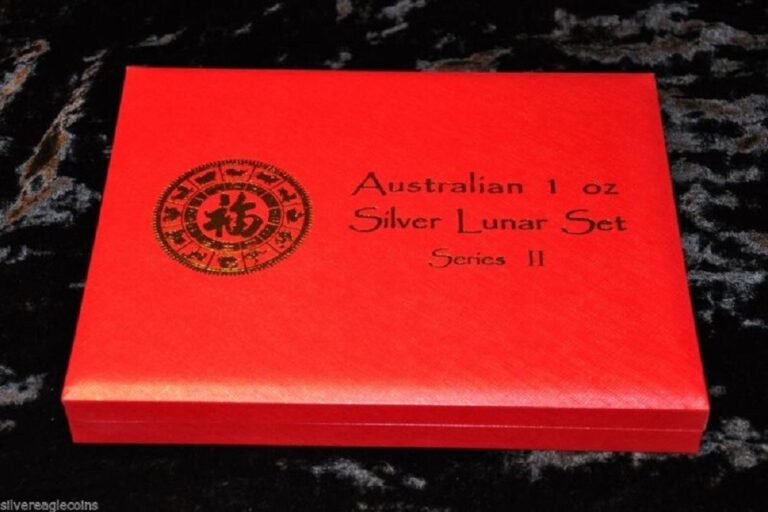 福
Australian 1 oz
Silver Lunar Set
Series II
silvereaglecoins